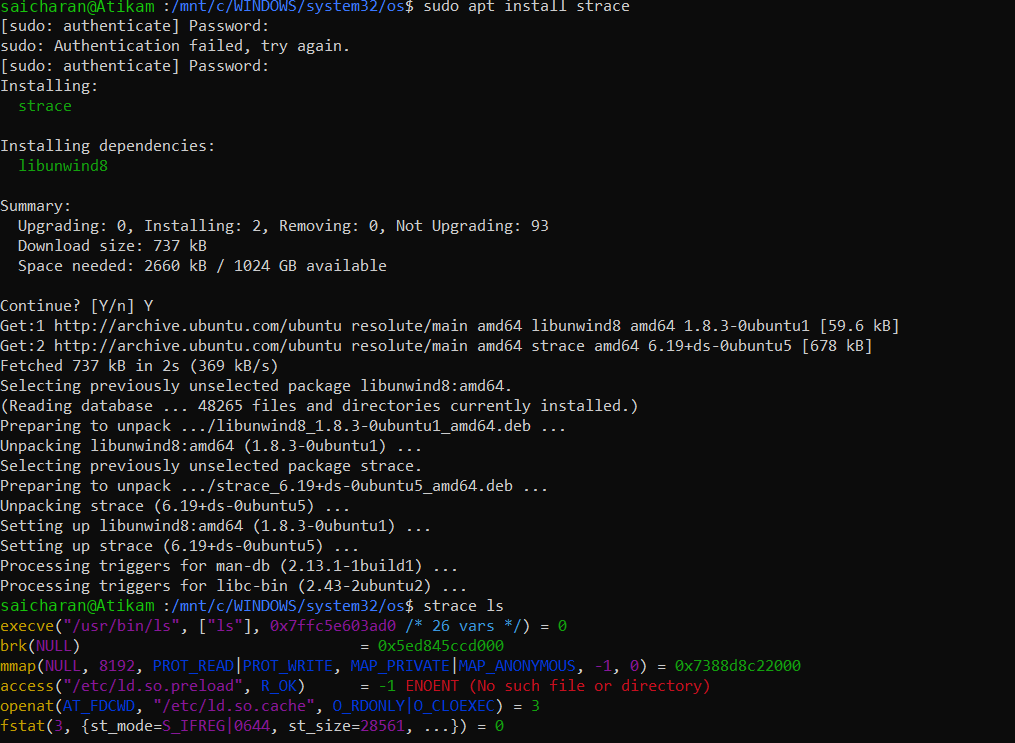 saicharan@Atikam :/mnt/c/WINDOWS/system32/os$ sudo apt install strace
[sudo: authenticate] Password:
sudo: Authentication failed, try again.
[sudo: authenticate] Password:
Installing:
  strace

Installing dependencies:
  libunwind8

Summary:
  Upgrading: 0, Installing: 2, Removing: 0, Not Upgrading: 93
  Download size: 737 kB
  Space needed: 2660 kB / 1024 GB available

Continue? [Y/n] Y
Get:1 http://archive.ubuntu.com/ubuntu resolute/main amd64 libunwind8 amd64 1.8.3-0ubuntu1 [59.6 kB]
Get:2 http://archive.ubuntu.com/ubuntu resolute/main amd64 strace amd64 6.19+ds-0ubuntu5 [678 kB]
Fetched 737 kB in 2s (369 kB/s)
Selecting previously unselected package libunwind8:amd64.
(Reading database ... 48265 files and directories currently installed.)
Preparing to unpack .../libunwind8_1.8.3-0ubuntu1_amd64.deb ...
Unpacking libunwind8:amd64 (1.8.3-0ubuntu1) ...
Selecting previously unselected package strace.
Preparing to unpack .../strace_6.19+ds-0ubuntu5_amd64.deb ...
Unpacking strace (6.19+ds-0ubuntu5) ...
Setting up libunwind8:amd64 (1.8.3-0ubuntu1) ...
Setting up strace (6.19+ds-0ubuntu5) ...
Processing triggers for man-db (2.13.1-1build1) ...
Processing triggers for libc-bin (2.43-2ubuntu2) ...
saicharan@Atikam :/mnt/c/WINDOWS/system32/os$ strace ls
execve("/usr/bin/ls", ["ls"], 0x7ffc5e603ad0 /* 26 vars */) = 0
brk(NULL)                               = 0x5ed845ccd000
mmap(NULL, 8192, PROT_READ|PROT_WRITE, MAP_PRIVATE|MAP_ANONYMOUS, -1, 0) = 0x7388d8c22000
access("/etc/ld.so.preload", R_OK)      = -1 ENOENT (No such file or directory)
openat(AT_FDCWD, "/etc/ld.so.cache", O_RDONLY|O_CLOEXEC) = 3
fstat(3, {st_mode=S_IFREG|0644, st_size=28561, ...}) = 0